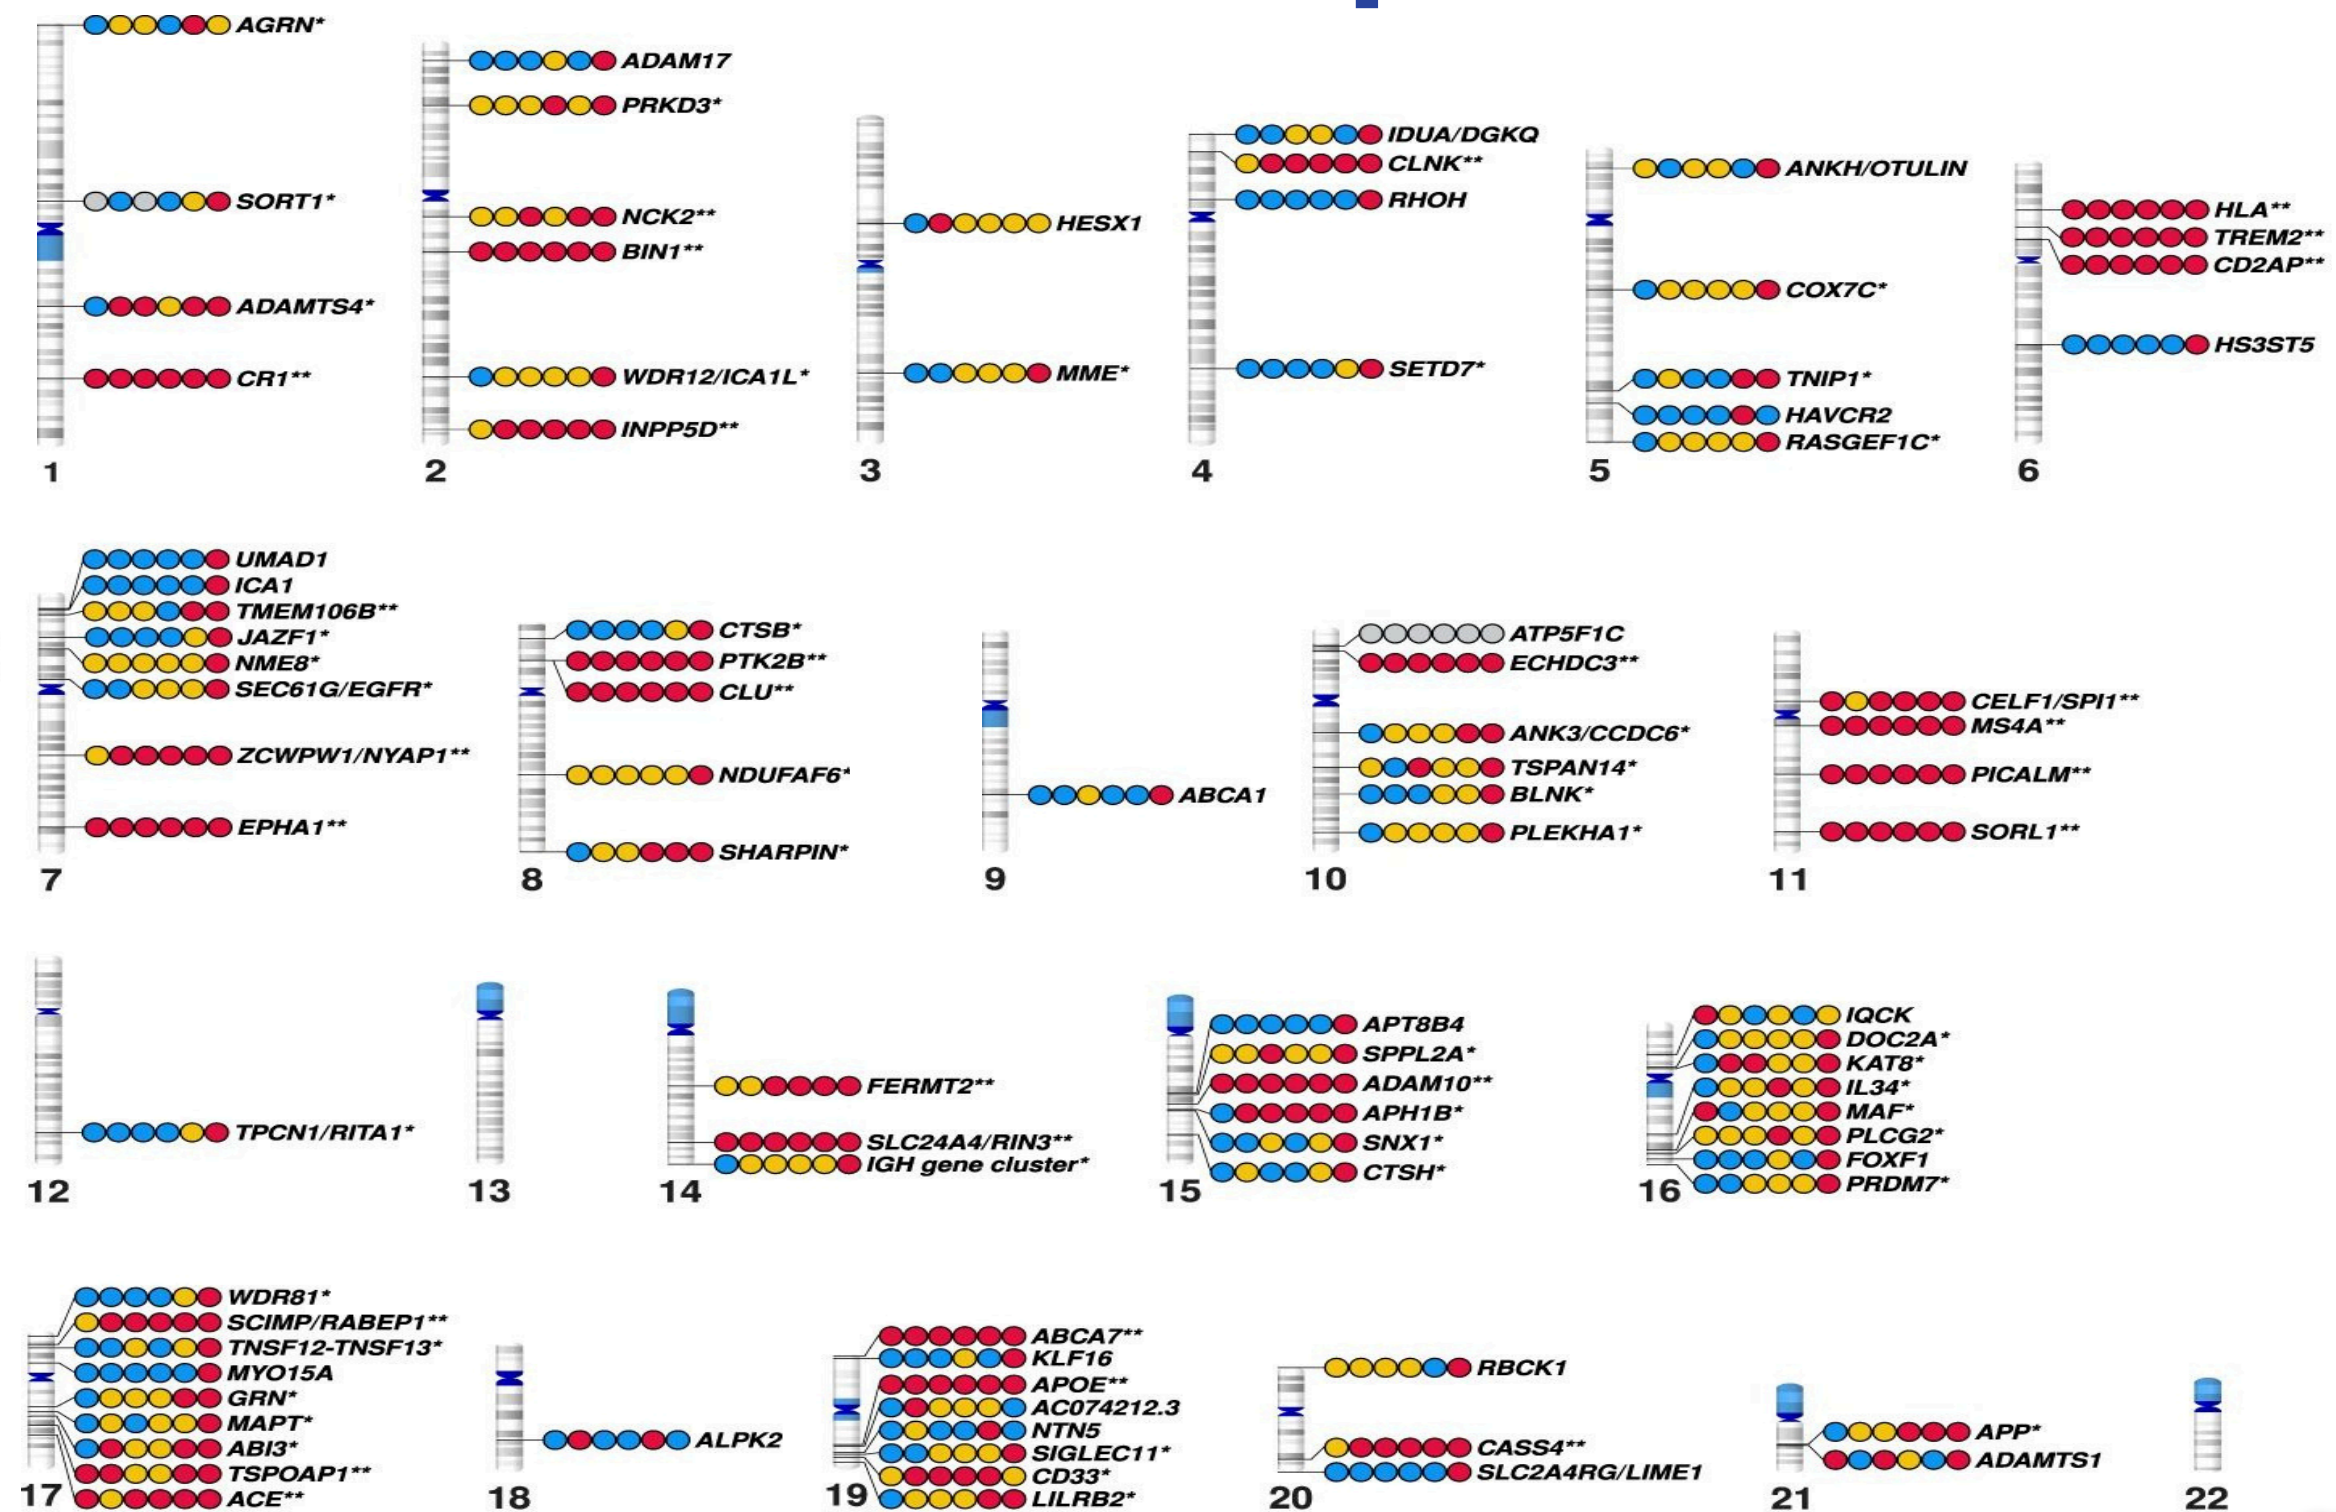 AGRN*
SORT1*
ADAMTS4*
CR1**
1
ADAM17
PRKD3*
NCK2**
BIN1**
WDR12/ICA1L*
INPP5D**
2
HESX1
MME*
3
IDUA/DGKQ
CLNK**
RHOH
SETD7*
4
ANKH/OTULIN
COX7C*
TNIP1*
HAVCR2
RASGEF1C*
5
HLA**
TREM2**
CD2AP**
HS3ST5
6
UMAD1
ICA1
TMEM106B**
JAZF1*
NME8*
SEC61G/EGFR*
ZCWPW1/NYAP1**
EPHA1**
7
CTSB*
PTK2B**
CLU**
NDUFAF6*
SHARPIN*
8
ABCA1
9
ATP5F1C
ECHDC3**
ANK3/CCDC6*
TSPAN14*
BLNK*
PLEKHA1*
10
CELF1/SPI1**
MS4A**
PICALM**
SORL1**
11
TPCN1/RITA1*
12
13
FERMT2**
SLC24A4/RIN3**
IGH gene cluster*
14
APT8B4
SPPL2A*
ADAM10**
APH1B*
SNX1*
CTSH*
15
IQCK
DOC2A*
KAT8*
IL34*
MAF*
PLCG2*
FOXF1
PRDM7*
16
WDR81*
SCIMP/RABEP1**
TNSF12-TNSF13*
MYO15A
GRN*
MAPT*
ABI3*
TSPOAP1**
ACE**
17
ALPK2
18
ABCA7**
KLF16
APOE**
AC074212.3
NTN5
SIGLEC11*
CD33*
LILRB2*
19
RBCK1
CASS4**
SLC2A4RG/LIME1
20
APP*
ADAMTS1
21
22